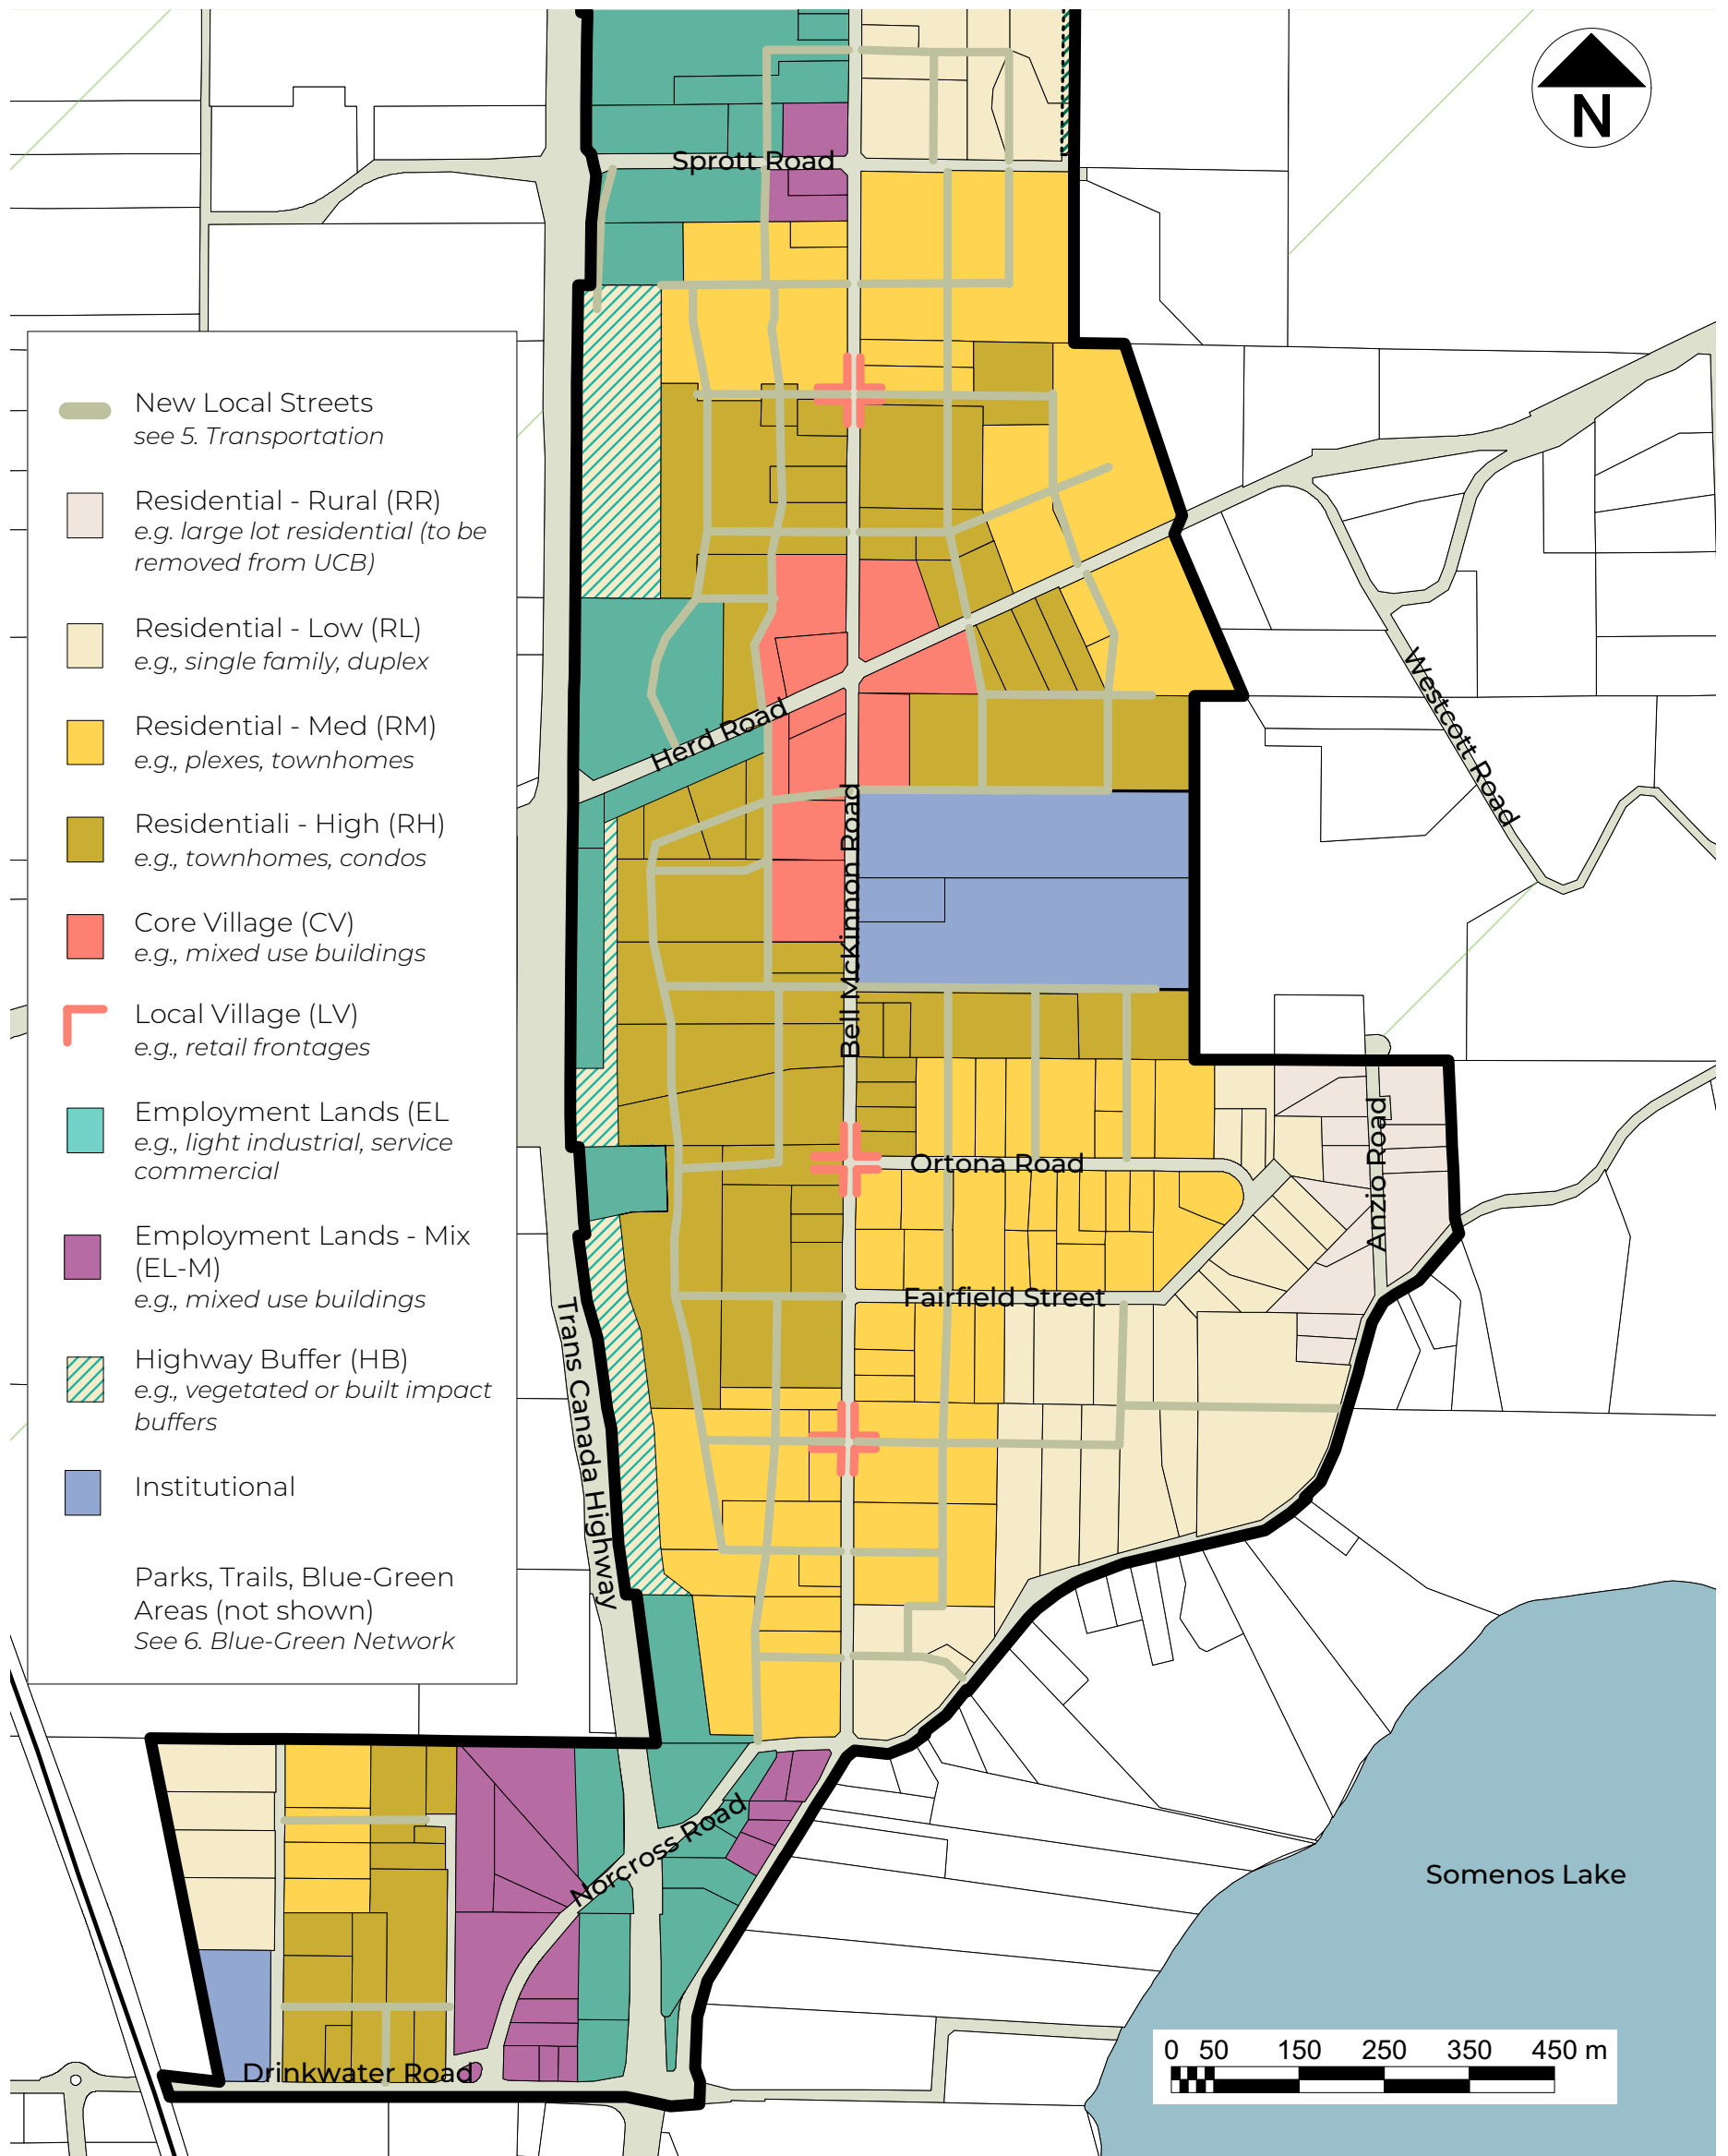 N
Sprott Road
New Local Streets
see 5. Transportation
Residential - Rural (RR)
e.g. large lot residential (to be
removed from UCB)
Residential - Low (RL)
e.g., single family, duplex
Residential - Med (RM)
e.g., plexes, townhomes
Residentiali - High (RH)
e.g., townhomes, condos
Core Village (CV)
e.g., mixed use buildings
Local Village (LV)
e.g., retail frontages
Employment Lands (EL
e.g., light industrial, service
commercial
Employment Lands - Mix
(EL-M)
e.g., mixed use buildings
Highway Buffer (HB)
e.g., vegetated or built impact
buffers
Institutional
Parks, Trails, Blue-Green
Areas (not shown)
See 6. Blue-Green Network
Herd Road
Westcott Road
Bell McKinnon Road
Ortona Road
Anzio Road
Fairfield Street
Trans Canada Highway
Norcross Road
Somenos Lake
Drinkwater Road
0 50 150 250 350 450 m